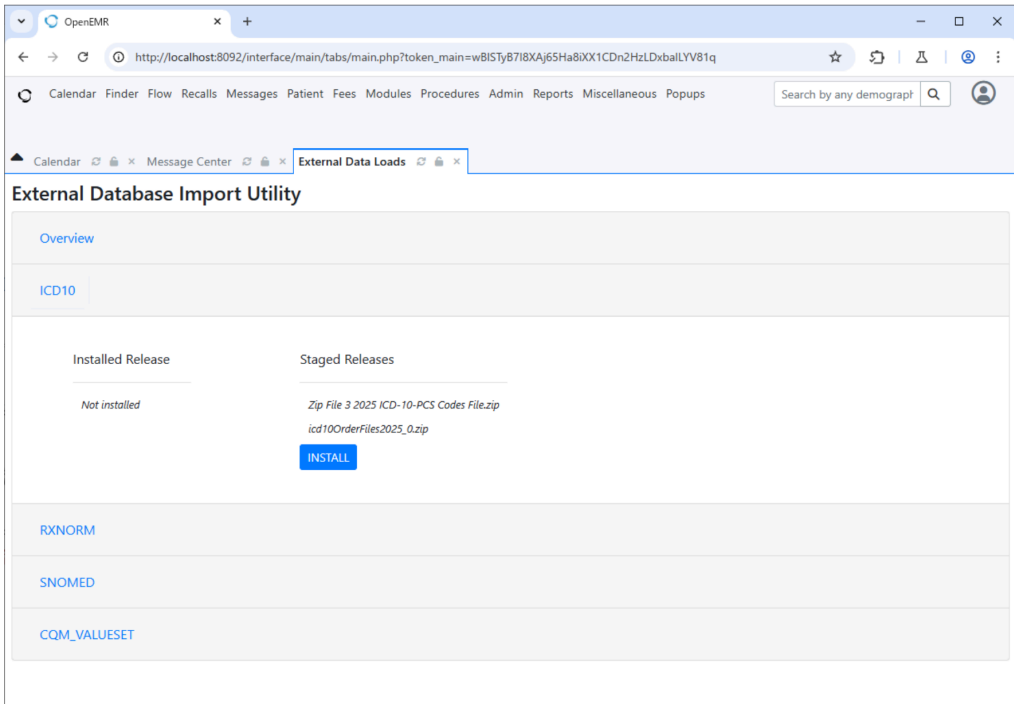 OpenEMR
http://localhost:8092/interface/main/tabs/main.php?token_main=wBISTyB7I8XAj65Ha8iXX1CDn2HzLDxbaILYV81q
Calendar Finder Flow Recalls Messages Patient Fees Modules Procedures Admin Reports Miscellaneous Popups
Search by any demograph
Calendar Message Center External Data Loads
External Database Import Utility
Overview
ICD10
Installed Release Staged Releases
Not installed Zip File 3 2025 ICD-10-PCS Codes File.zip
icd10OrderFiles2025_0.zip
INSTALL
RXNORM
SNOMED
CQM_VALUESET